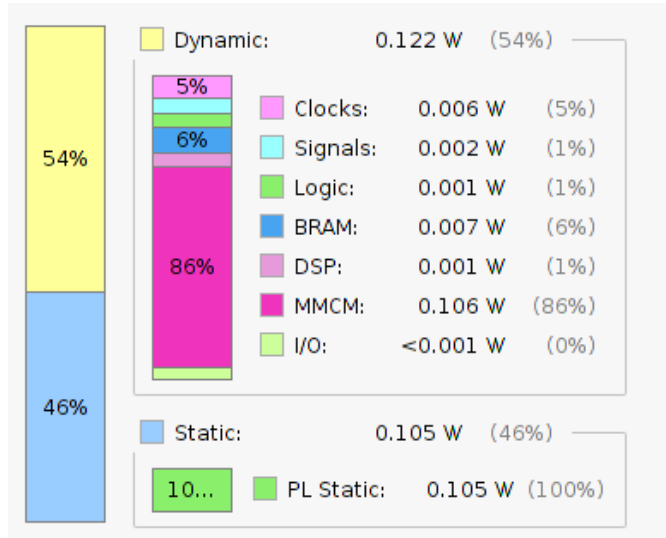 Dynamic: 0.122 W (54%)
54%
5%
Clocks: 0.006 W (5%)
Signals: 0.002 W (1%)
6%
Logic: 0.001 W (1%)
BRAM: 0.007 W (6%)
86%
DSP: 0.001 W (1%)
MMCM: 0.106 W (86%)
I/O: <0.001 W (0%)
46%
Static: 0.105 W (46%)
10...
PL Static: 0.105 W (100%)